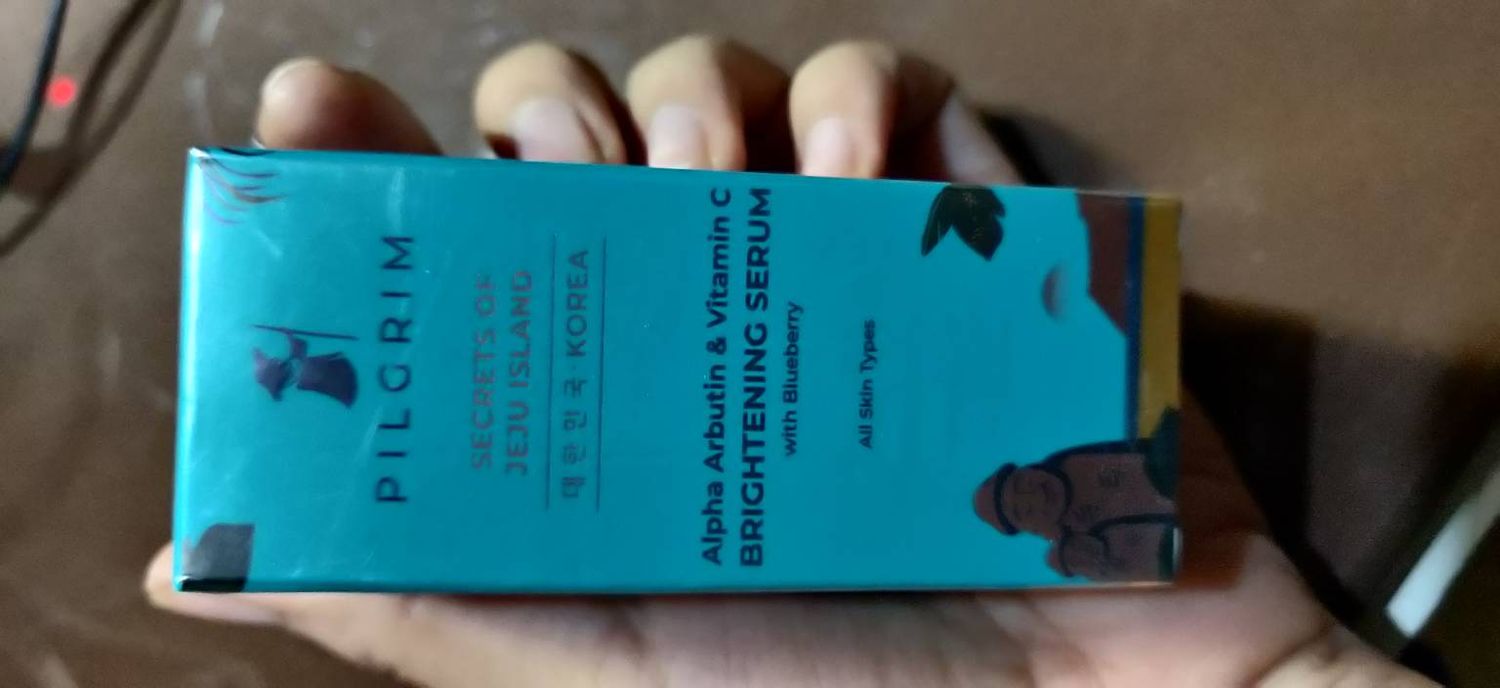 PILGRIM
SECRETS OF
JEJU ISLAND
대한민국·KOREA
Alpha Arbutin & Vitamin C
BRIGHTENING SERUM
with Blueberry
All Skin Types